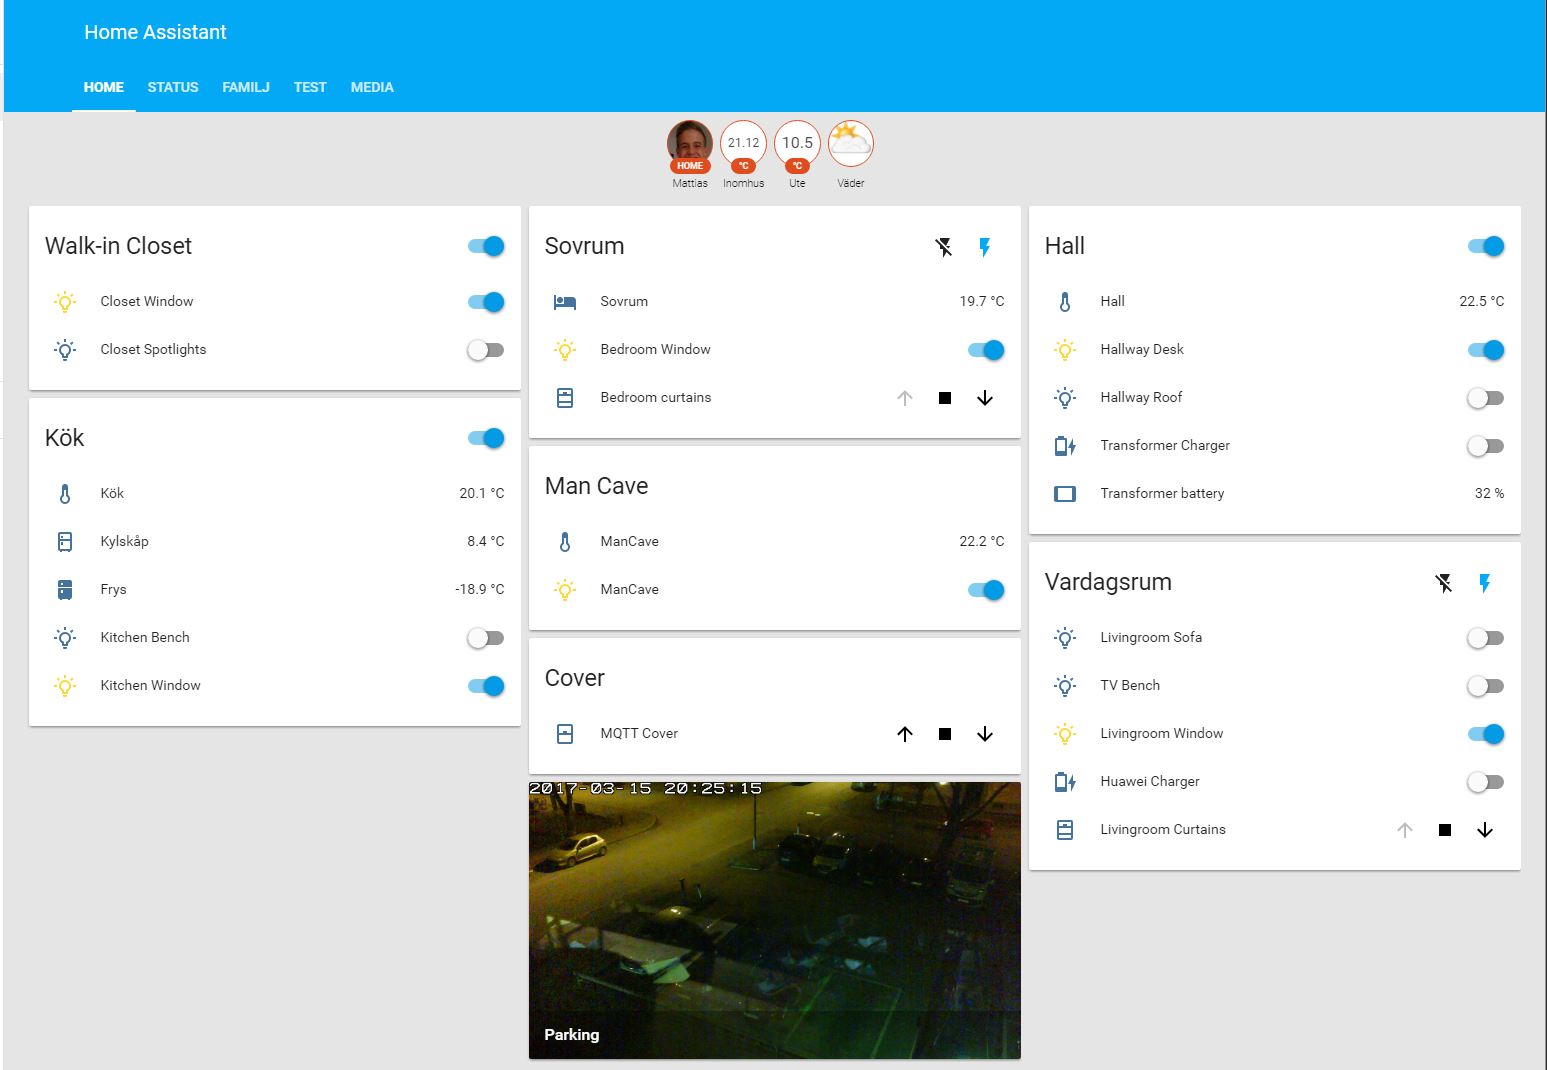 Home Assistant
HOME STATUS FAMILJ TEST MEDIA
21.12 10.5
HOME °C °C
Mattias Inomhus Ute Väder
Walk-in Closet
Closet Window
Closet Spotlights
Kök
Kök 20.1 °C
Kylskåp 8.4 °C
Frys -18.9 °C
Kitchen Bench
Kitchen Window
Sovrum
Sovrum 19.7 °C
Bedroom Window
Bedroom curtains
Man Cave
ManCave 22.2 °C
ManCave
Cover
MQTT Cover
2017-03-15 20:25:15
Parking
Hall
Hall 22.5 °C
Hallway Desk
Hallway Roof
Transformer Charger
Transformer battery 32 %
Vardagsrum
Livingroom Sofa
TV Bench
Livingroom Window
Huawei Charger
Livingroom Curtains